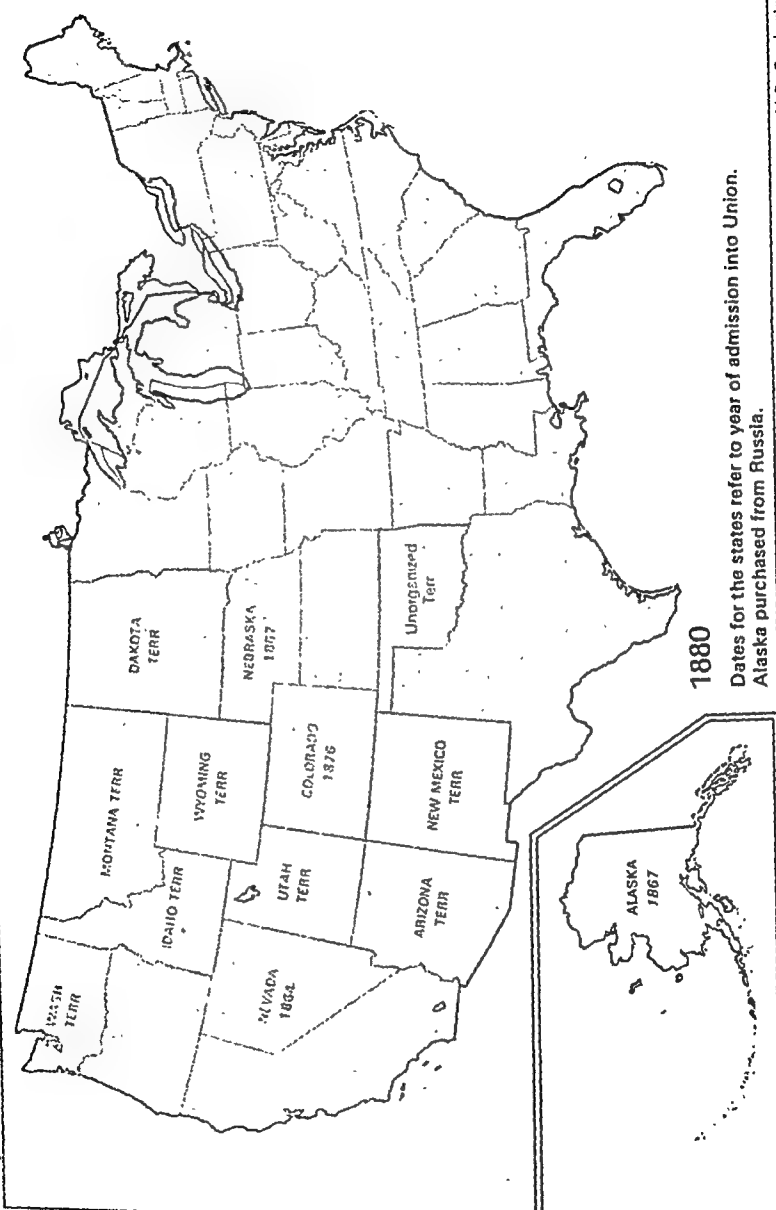 WASH
TERR
MONTANA TERR
DAKOTA
TERR
IDAHO TERR
WYOMING
TERR
NEBRASKA
1867
NEVADA
1864
UTAH
TERR
COLORADO
1876
ARIZONA
TERR
NEW MEXICO
TERR
Unorganized
Terr
ALASKA
1867
1880
Dates for the states refer to year of admission into Union.
Alaska purchased from Russia.